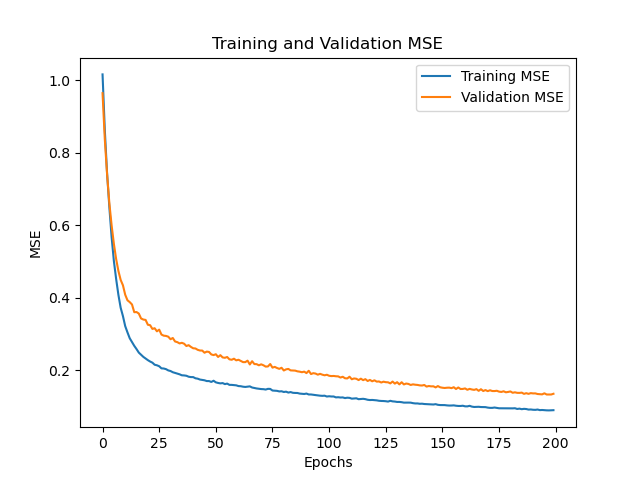 Training and Validation MSE
Training MSE
Validation MSE
1.0
0.8
0.6
0.4
0.2
MSE
0 25 50 75 100 125 150 175 200
Epochs